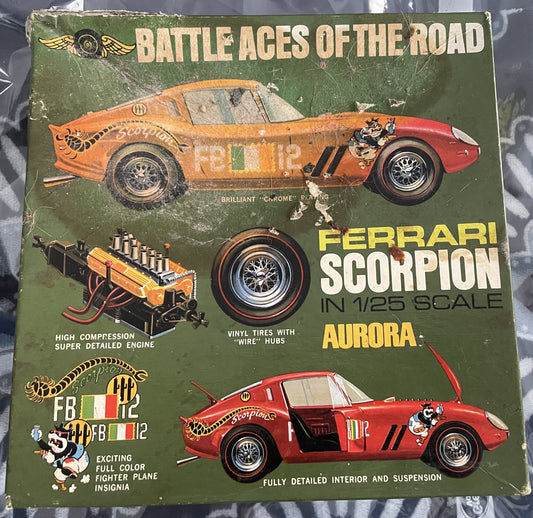 BATTLE ACES OF THE ROAD
Scorpion
FB 12
BRILLIANT "CHROME" PLATING
FERRARI
SCORPION
IN 1/25 SCALE
AURORA
HIGH COMPRESSION
SUPER DETAILED ENGINE
VINYL TIRES WITH
"WIRE" HUBS
Scorpion
FB 12
FB 12
EXCITING
FULL COLOR
FIGHTER PLANE
INSIGNIA
Scorpion
12
FULLY DETAILED INTERIOR AND SUSPENSION